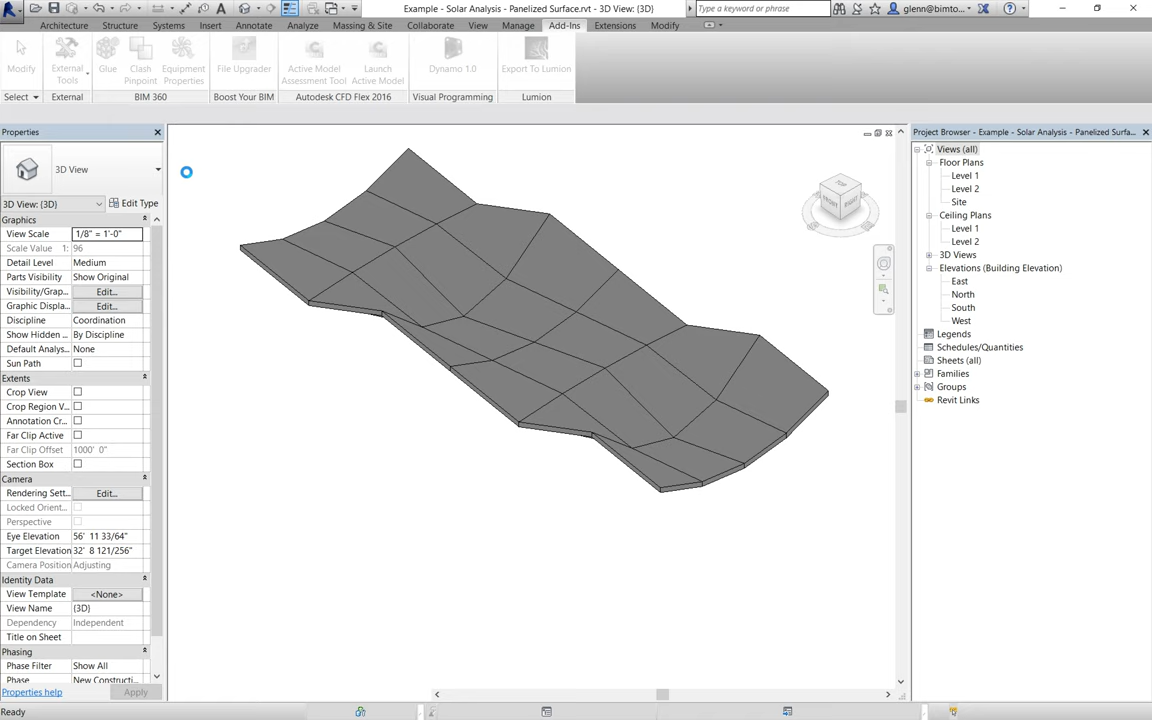 Example - Solar Analysis - Panelized Surface.rvt - 3D View: {3D}
Type a keyword or phrase
glenn@bimto...
Architecture Structure Systems Insert Annotate Analyze Massing & Site Collaborate View Manage Add-Ins Extensions Modify
Modify
External
Tools
Glue
Clash
Pinpoint
Equipment
Properties
File Upgrader
Active Model
Assessment Tool
Launch
Active Model
Dynamo 1.0
Export To Lumion
Select
External
BIM 360
Boost Your BIM
Autodesk CFD Flex 2016
Visual Programming
Lumion
Properties
3D View
3D View: {3D}
Edit Type
Graphics
View Scale 1/8" = 1'-0"
Scale Value 1: 96
Detail Level Medium
Parts Visibility Show Original
Visibility/Grap... Edit...
Graphic Displa... Edit...
Discipline Coordination
Show Hidden ... By Discipline
Default Analys... None
Sun Path
Extents
Crop View
Crop Region V...
Annotation Cr...
Far Clip Active
Far Clip Offset 1000' 0"
Section Box
Camera
Rendering Sett... Edit...
Locked Orient...
Perspective
Eye Elevation 56' 11 33/64"
Target Elevation 32' 8 121/256"
Camera Position Adjusting
Identity Data
View Template <None>
View Name {3D}
Dependency Independent
Title on Sheet
Phasing
Phase Filter Show All
Phase New Constructi...
Properties help
Apply
Ready
TOP
FRONT
RIGHT
Project Browser - Example - Solar Analysis - Panelized Surfa...
Views (all)
Floor Plans
Level 1
Level 2
Site
Ceiling Plans
Level 1
Level 2
3D Views
Elevations (Building Elevation)
East
North
South
West
Legends
Schedules/Quantities
Sheets (all)
Families
Groups
Revit Links